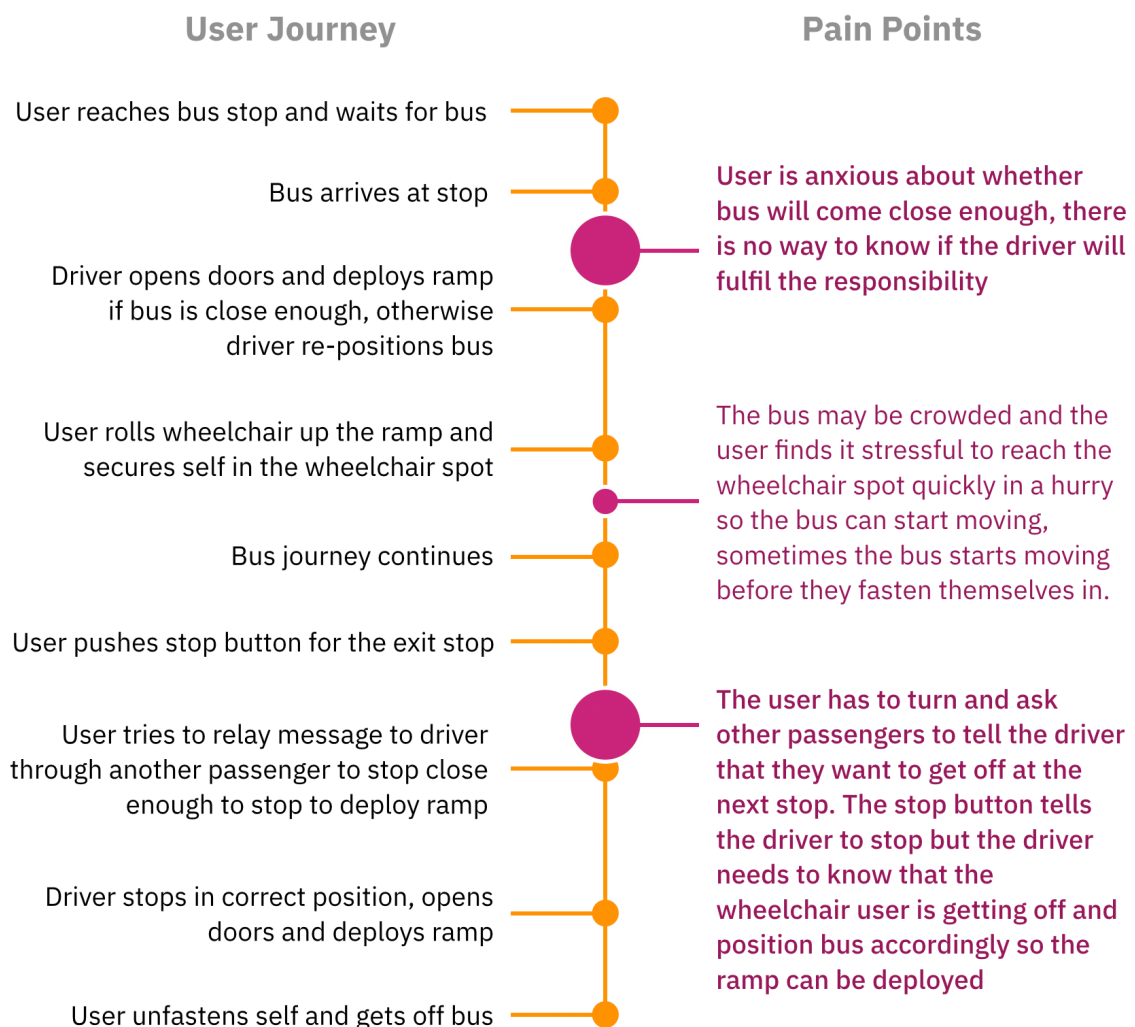 User Journey
Pain Points
User reaches bus stop and waits for bus
Bus arrives at stop
User is anxious about whether
bus will come close enough, there
is no way to know if the driver will
fulfil the responsibility
Driver opens doors and deploys ramp
if bus is close enough, otherwise
driver re-positions bus
User rolls wheelchair up the ramp and
secures self in the wheelchair spot
The bus may be crowded and the
user finds it stressful to reach the
wheelchair spot quickly in a hurry
so the bus can start moving,
sometimes the bus starts moving
before they fasten themselves in.
Bus journey continues
User pushes stop button for the exit stop
User tries to relay message to driver
through another passenger to stop close
enough to stop to deploy ramp
The user has to turn and ask
other passengers to tell the driver
that they want to get off at the
next stop. The stop button tells
the driver to stop but the driver
needs to know that the
wheelchair user is getting off and
position bus accordingly so the
ramp can be deployed
Driver stops in correct position, opens
doors and deploys ramp
User unfastens self and gets off bus